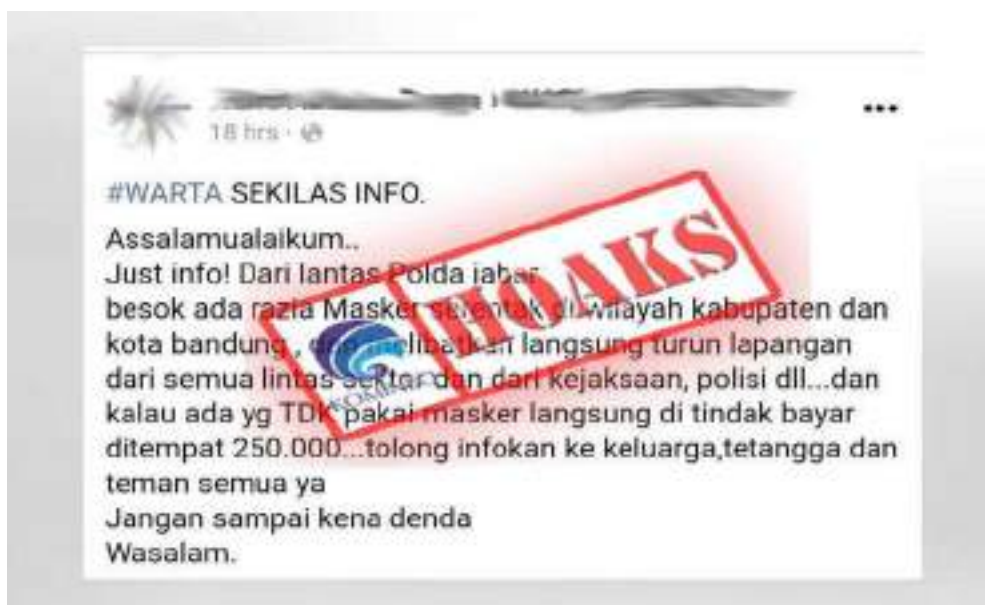 18 hrs
#WARTA SEKILAS INFO.
Assalamualaikum..
Just info! Dari lantas Polda jabar
besok ada razia Masker serentak di wilayah kabupaten dan
kota bandung , dan melibatkan langsung turun lapangan
dari semua lintas sektor dan dari kejaksaan, polisi dll...dan
kalau ada yg TDK pakai masker langsung di tindak bayar
ditempat 250.000...tolong infokan ke keluarga,tetangga dan
teman semua ya
Jangan sampai kena denda
Wasalam.
HOAKS
KOMINFO